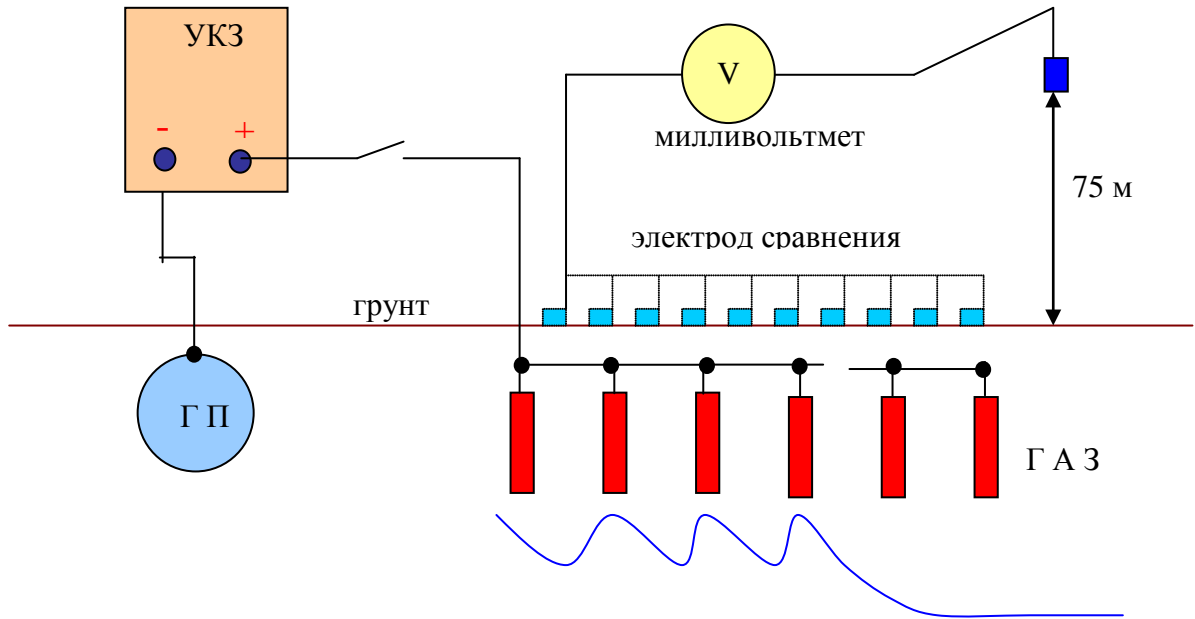 УКЗ
- +
V
милливольтмет
75 м
электрод сравнения
грунт
Г П
Г А З